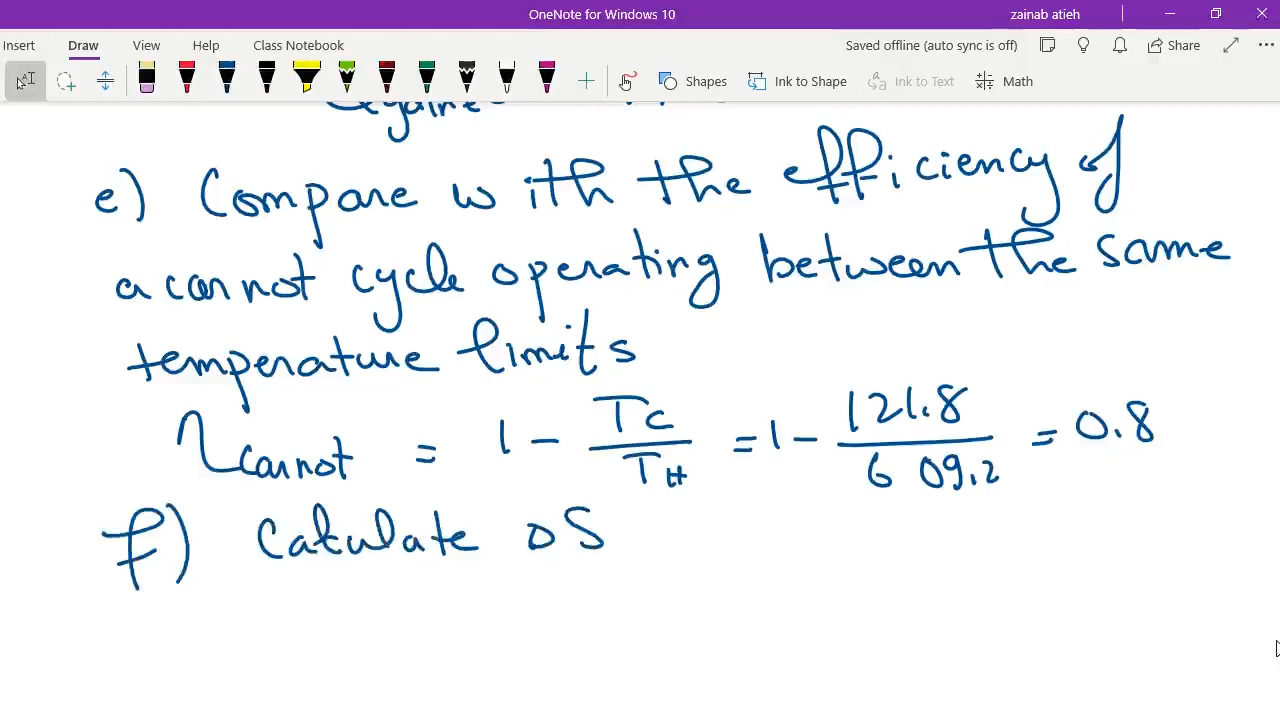 OneNote for Windows 10
zainab atieh
Insert Draw View Help Class Notebook
Saved offline (auto sync is off) Share
Shapes Ink to Shape Ink to Text Math
e) Compare with the efficiency of
a cannot cycle operating between the same
temperature limits
η cannot = 1 - Tc / TH = 1 - 121.8 / 609.2 = 0.8
f) Calculate ΔS